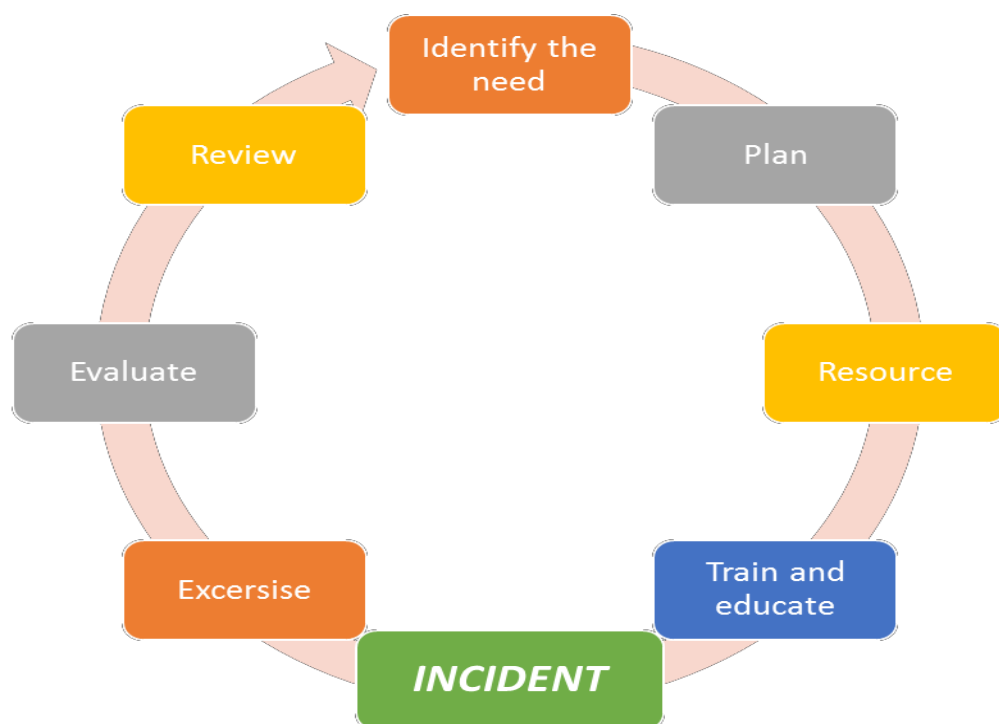 Identify the
need
Plan
Resource
Train and
educate
INCIDENT
Excersise
Evaluate
Review